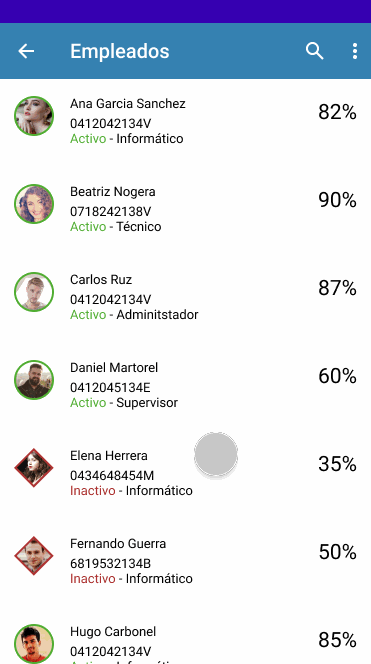 Empleados
Ana Garcia Sanchez
82%
0412042134V
Activo - Informático
Beatriz Nogera
90%
0718242138V
Activo - Técnico
Carlos Ruz
87%
0412042134V
Activo - Adminitstador
Daniel Martorel
60%
0412045134E
Activo - Supervisor
Elena Herrera
35%
0434648454M
Inactivo - Informático
Fernando Guerra
50%
6819532134B
Inactivo - Informático
Hugo Carbonel
85%
0412042134V